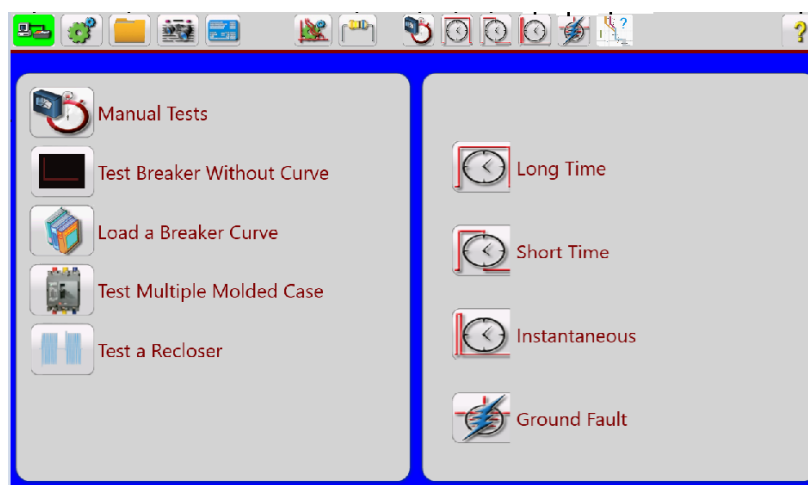 ?
?
Manual Tests
Test Breaker Without Curve
Load a Breaker Curve
Test Multiple Molded Case
Test a Recloser
Long Time
Short Time
Instantaneous
Ground Fault